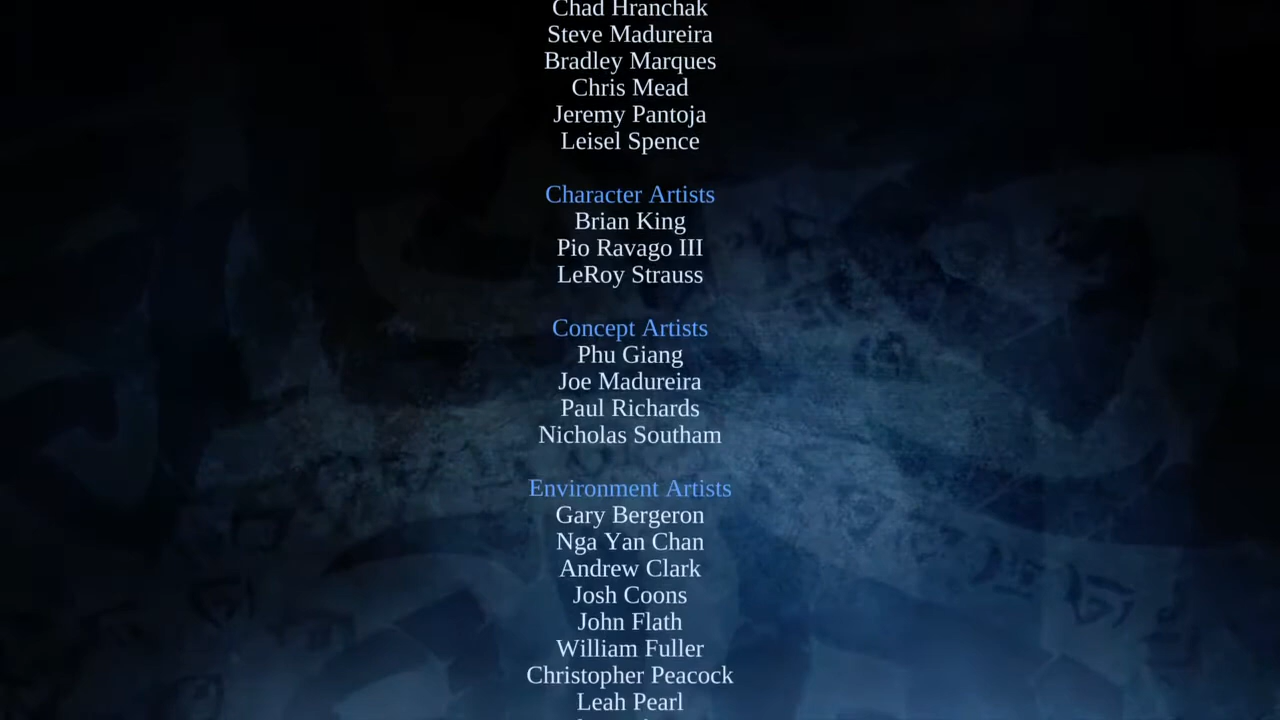 Chad Hranchak
Steve Madureira
Bradley Marques
Chris Mead
Jeremy Pantoja
Leisel Spence
Character Artists
Brian King
Pio Ravago III
LeRoy Strauss
Concept Artists
Phu Giang
Joe Madureira
Paul Richards
Nicholas Southam
Environment Artists
Gary Bergeron
Nga Yan Chan
Andrew Clark
Josh Coons
John Flath
William Fuller
Christopher Peacock
Leah Pearl